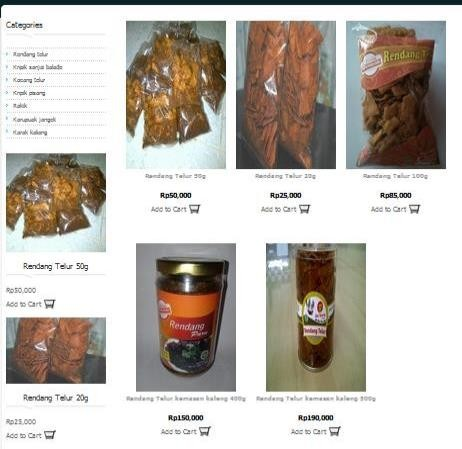 Categories
Rendang telur
Kripik sanjai balado
Kacang telur
Kripik pisang
Rakik
Karupuak jangek
Karak kaliang
Rendang Telur 50g
Rp50,000
Add to Cart
Rendang Telur 20g
Rp25,000
Add to Cart
Rendang Telur 50g
Rp50,000
Add to Cart
Rendang Telur 20g
Rp25,000
Add to Cart
Rendang
Rendang Telur 100g
Rp85,000
Add to Cart
Rendang
Paru
Rendang Telur kemasan kaleng 400g
Rp150,000
Add to Cart
Rendang Telur
Rendang Telur kemasan kaleng 500g
Rp190,000
Add to Cart